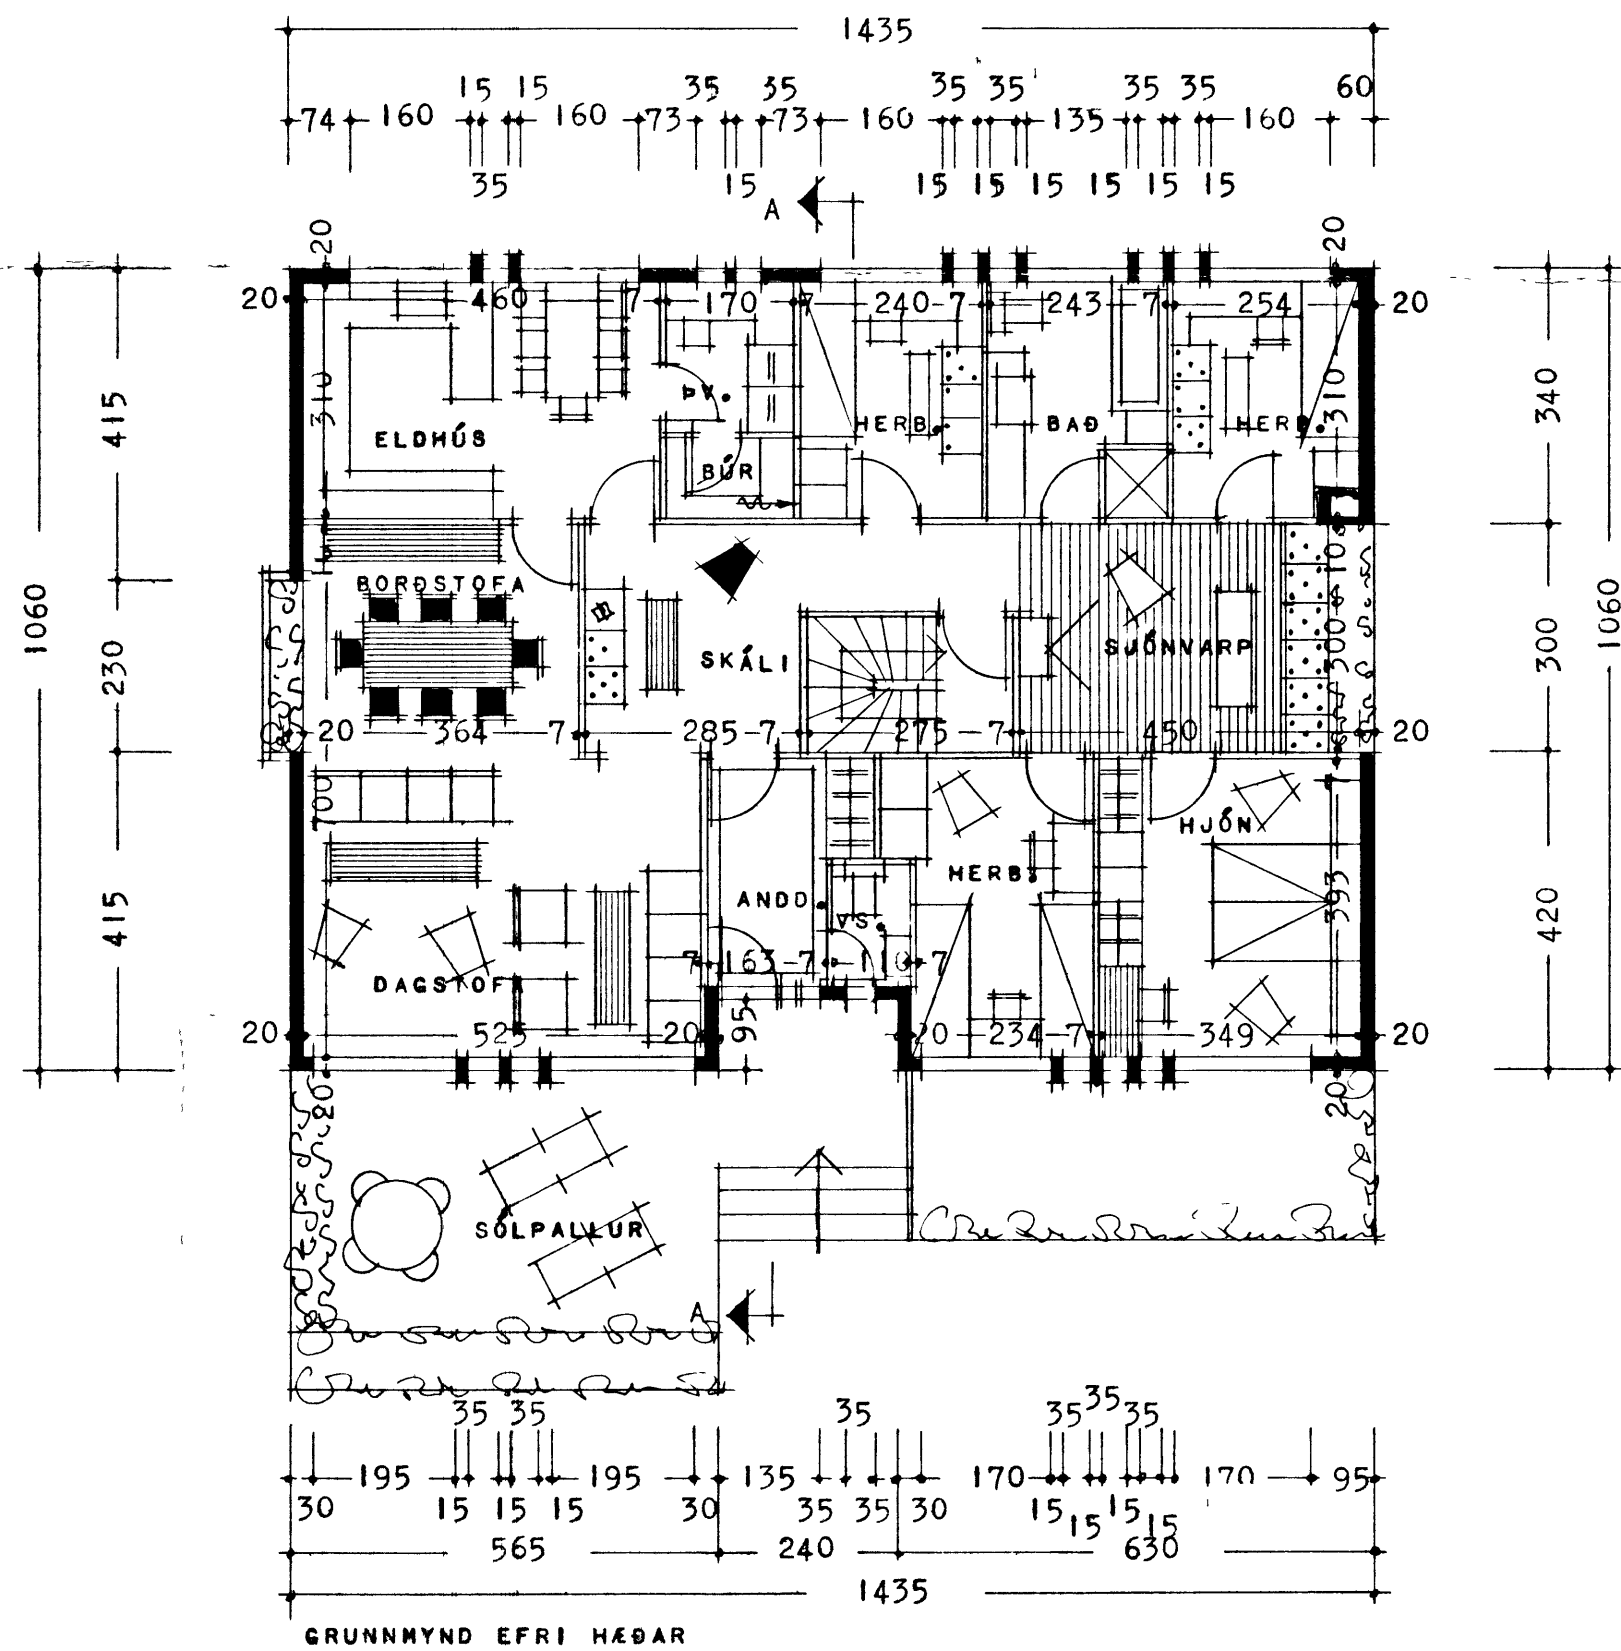 1435
15 15 35 35 35 35 35 35 60
74 160 160 73 73 160 135 160
35 15 15 15 15 15 15 15
A
20 20
20 460 7 170 7 240 7 243 7 254 20
310 310
415 340
ÞV
ELDHÚS HERB. BAÐ HERB
BÚR
BORÐSTOFA
1060 230 300 1060
SKÁLI SJÓNVARP
20 364 7 285 7 275 7 450 20
700 7
HJÓN
HERB.
ANDD
VS
393
415 420
7 163 7 110 7
DAGSTOFA
20 525 20 95 20 234 7 349 20
20 20
SÓLPALLUR
A
35 35 35 35 35 35
195 195 135 170 170 95
30 15 15 15 30 35 35 30 15 15 15 15
565 240 630
1435
GRUNNMYND EFRI HÆÐAR